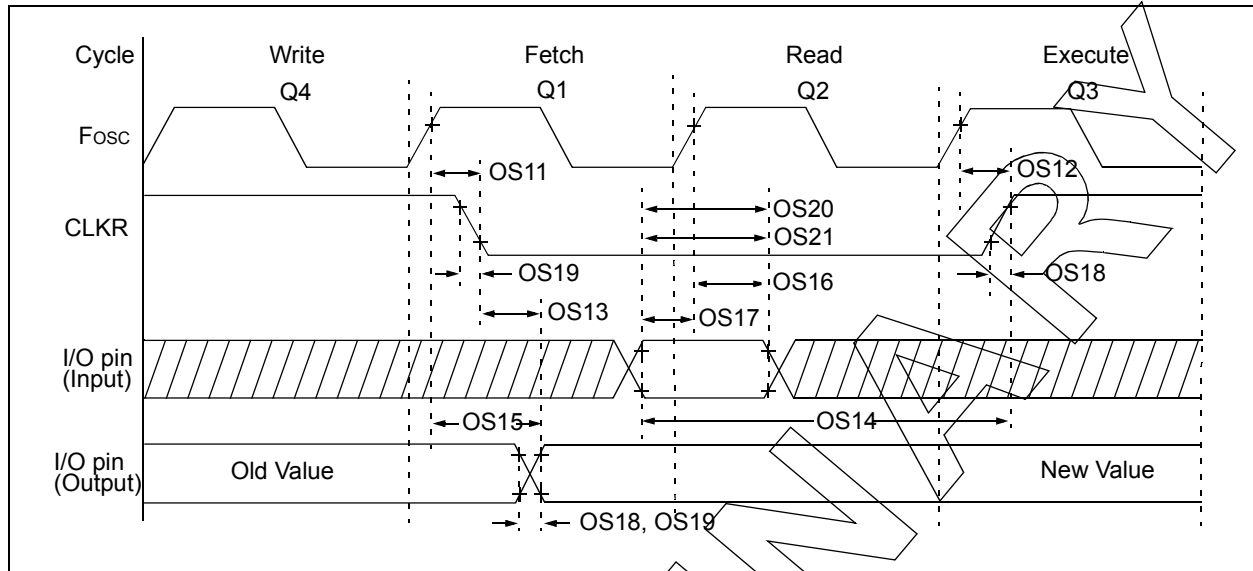 Cycle Write Fetch Read Execute
Q4 Q1 Q2 Q3
Fosc
OS11 OS12
CLKR
OS20
OS21
OS19 OS16 OS18
OS13 OS17
I/O pin
(Input)
OS15 OS14
I/O pin
(Output)
Old Value New Value
OS18, OS19